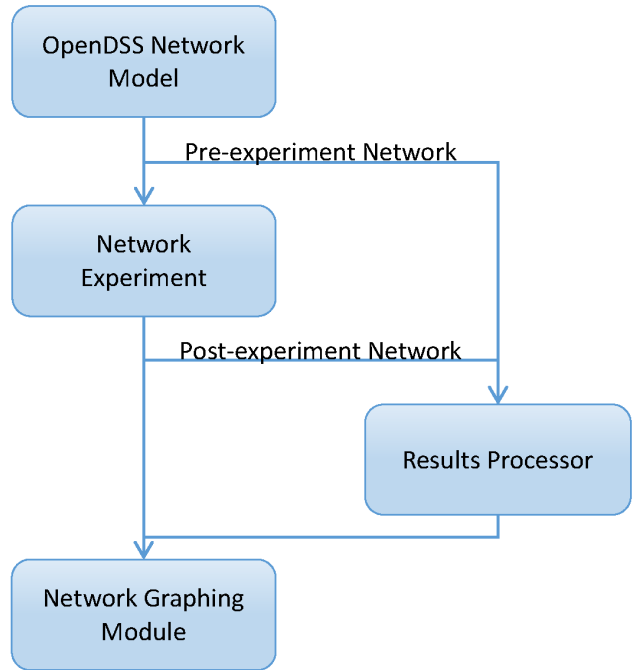 OpenDSS Network
Model
Pre-experiment Network
Network
Experiment
Post-experiment Network
Results Processor
Network Graphing
Module